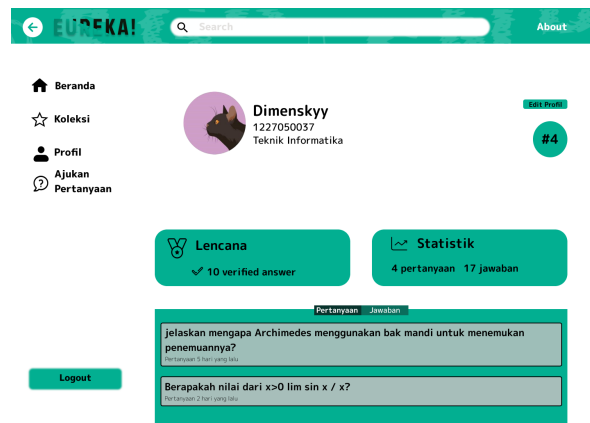 EUREKA!
Search
About
Beranda
Koleksi
Profil
Ajukan
Pertanyaan
Logout
Dimenskyy
1227050037
Teknik Informatika
Edit Profil
#4
Lencana
10 verified answer
Statistik
4 pertanyaan 17 jawaban
Pertanyaan Jawaban
jelaskan mengapa Archimedes menggunakan bak mandi untuk menemukan
penemuannya?
Pertanyaan 5 hari yang lalu
Berapakah nilai dari x>0 lim sin x / x?
Pertanyaan 2 hari yang lalu